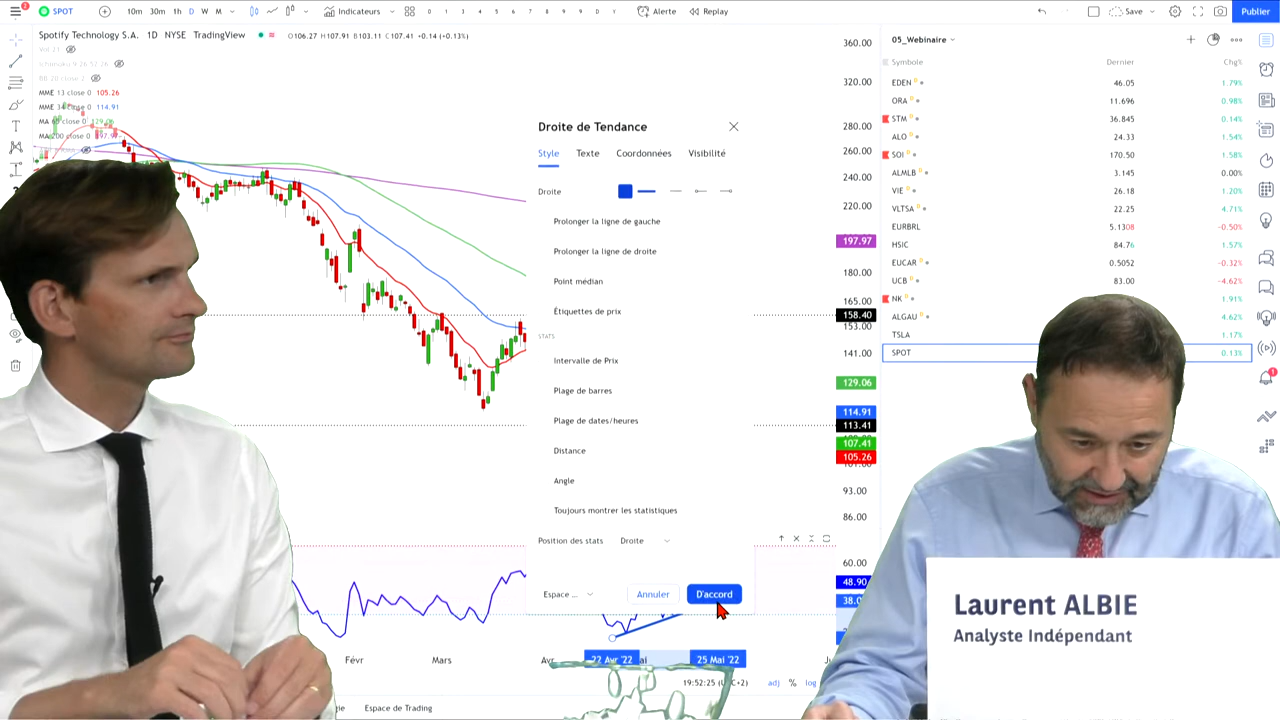 SPOT
10m 30m 1h D W M
Indicateurs
Alerte
Replay
Save
Publier
Spotify Technology S.A. 1D NYSE TradingView
O106.27 H107.91 B103.11 C107.41 +0.14 (+0.13%)
MME 13 close 0 105.26
MME 34 close 0 114.91
360.00
320.00
280.00
260.00
240.00
220.00
197.97
180.00
165.00
158.40
153.00
141.00
129.06
114.91
113.41
107.41
105.26
93.00
86.00
60.00
48.90
Droite de Tendance
Style Texte Coordonnées Visibilité
Droite
Prolonger la ligne de gauche
Prolonger la ligne de droite
Point median
Étiquettes de prix
STATS
Intervalle de Prix
Plage de barres
Plage de dates/heures
Distance
Angle
Toujours montrer les statistiques
Position des stats Droite
Espace ... Annuler D'accord
Févr Mars
22 Avr '22
25 Mai '22
adj % log
Espace de Trading
05_Webinaire
Symbole Dernier Chg%
EDEN 46.05 1.79%
ORA 11.696 0.98%
STM 36.845 0.14%
ALO 24.33 1.54%
SOI 170.50 1.58%
ALMLB 3.145 0.00%
VIE 26.18 1.20%
VLTSA 22.25 4.71%
EURBRL 5.1308 -0.50%
HSIC 84.76 1.57%
EUCAR 0.5052 -0.32%
UCB 83.00 -4.62%
NK 1.91%
ALGAU 4.62%
TSLA 1.17%
SPOT 0.13%
Laurent ALBIE
Analyste Indépendant